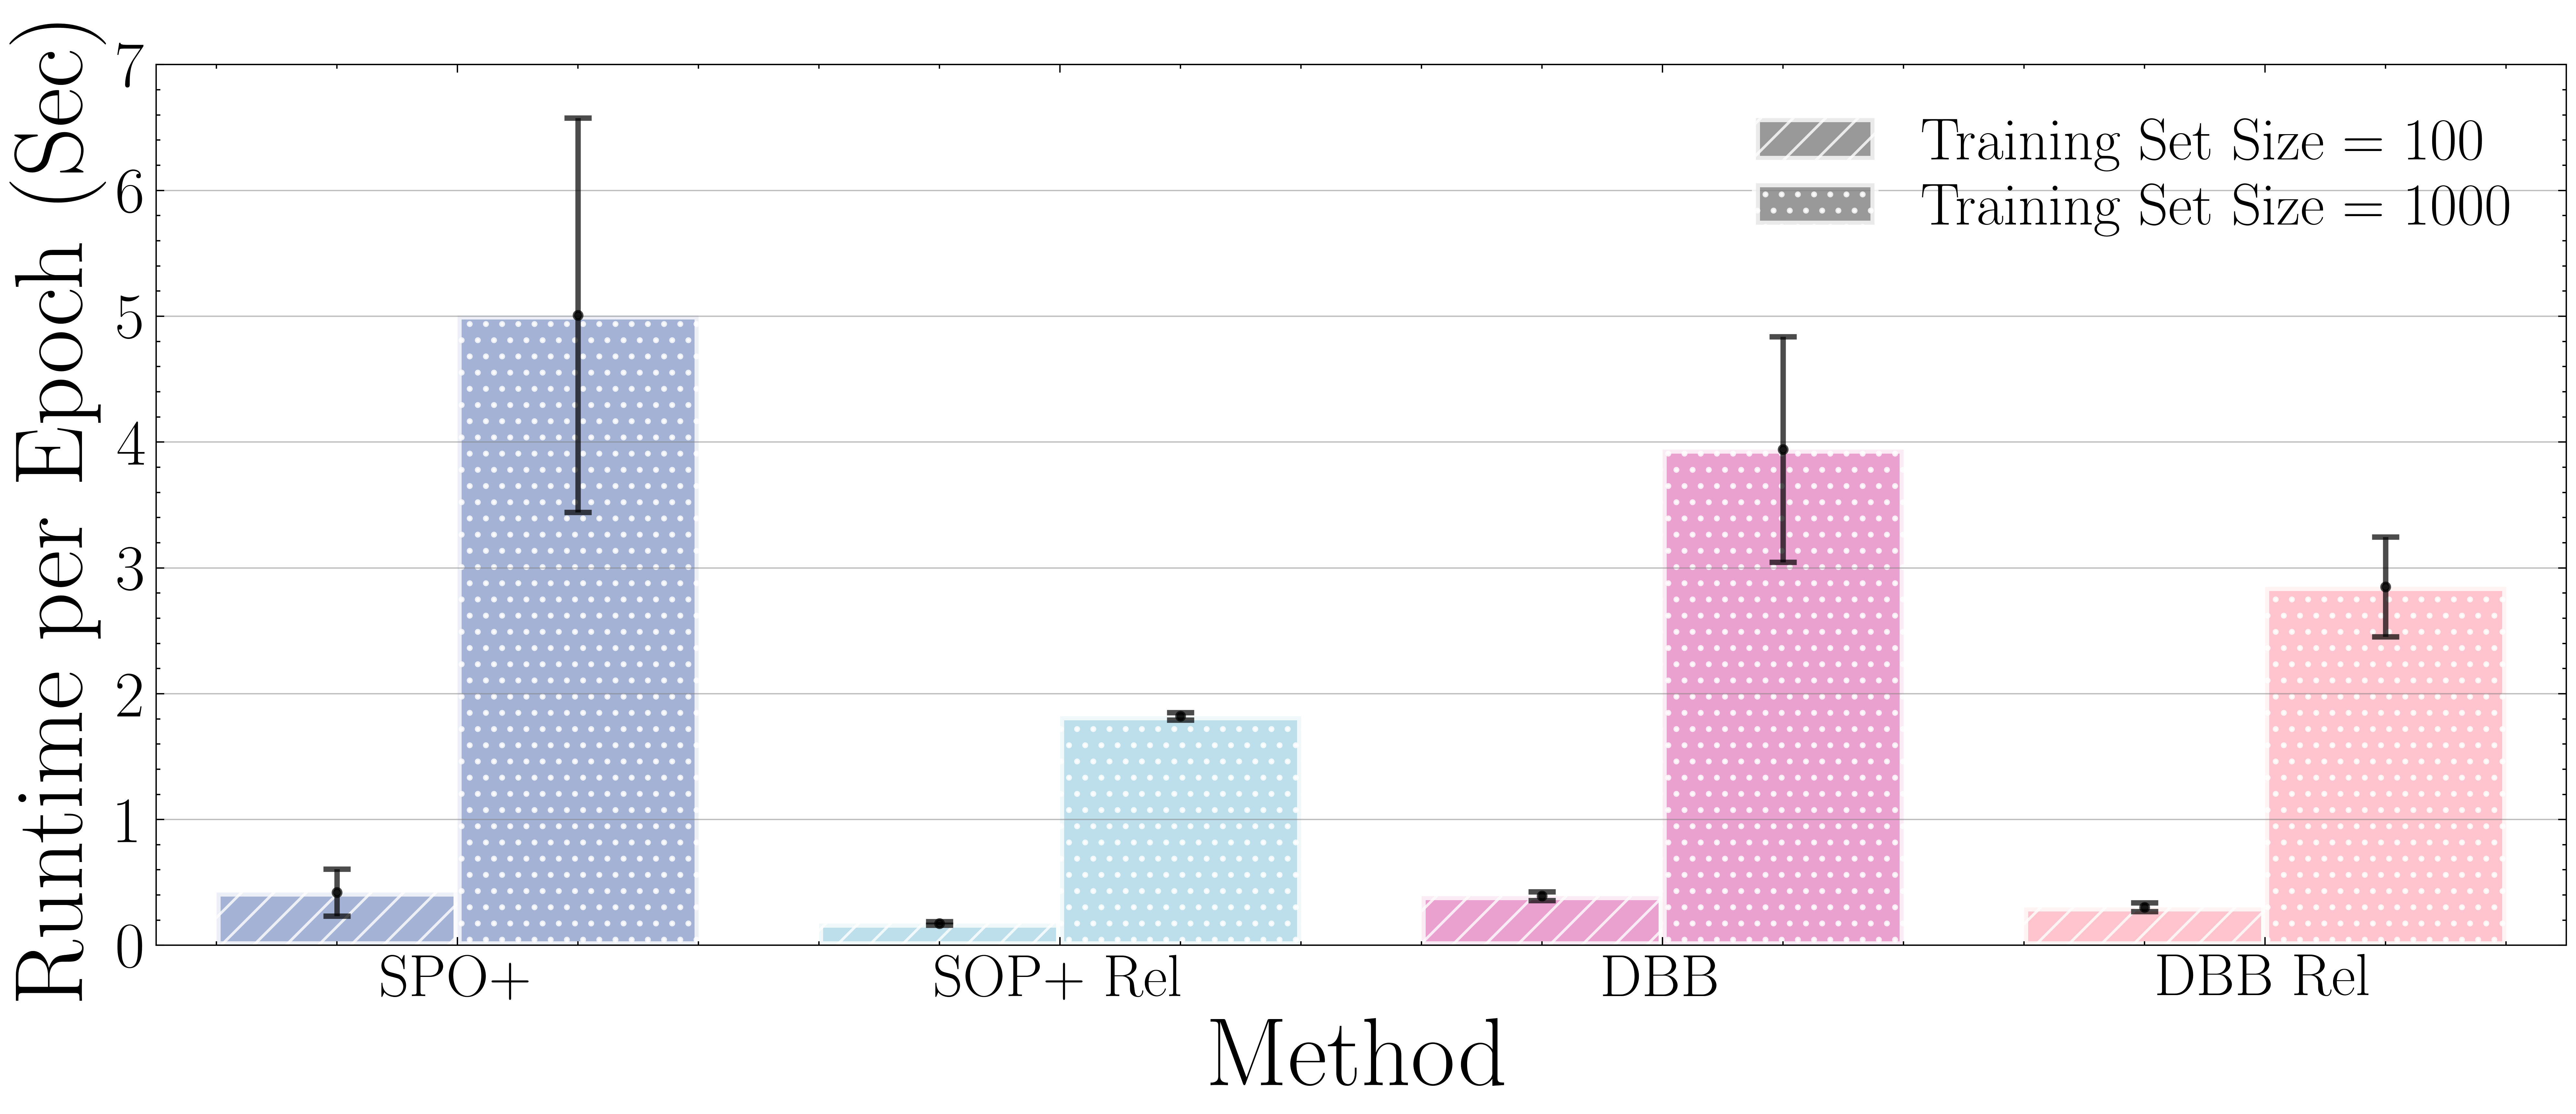 Runtime per Epoch (Sec)
7
6
5
4
3
2
1
0
Training Set Size = 100
Training Set Size = 1000
SPO+
SOP+ Rel
DBB
DBB Rel
Method